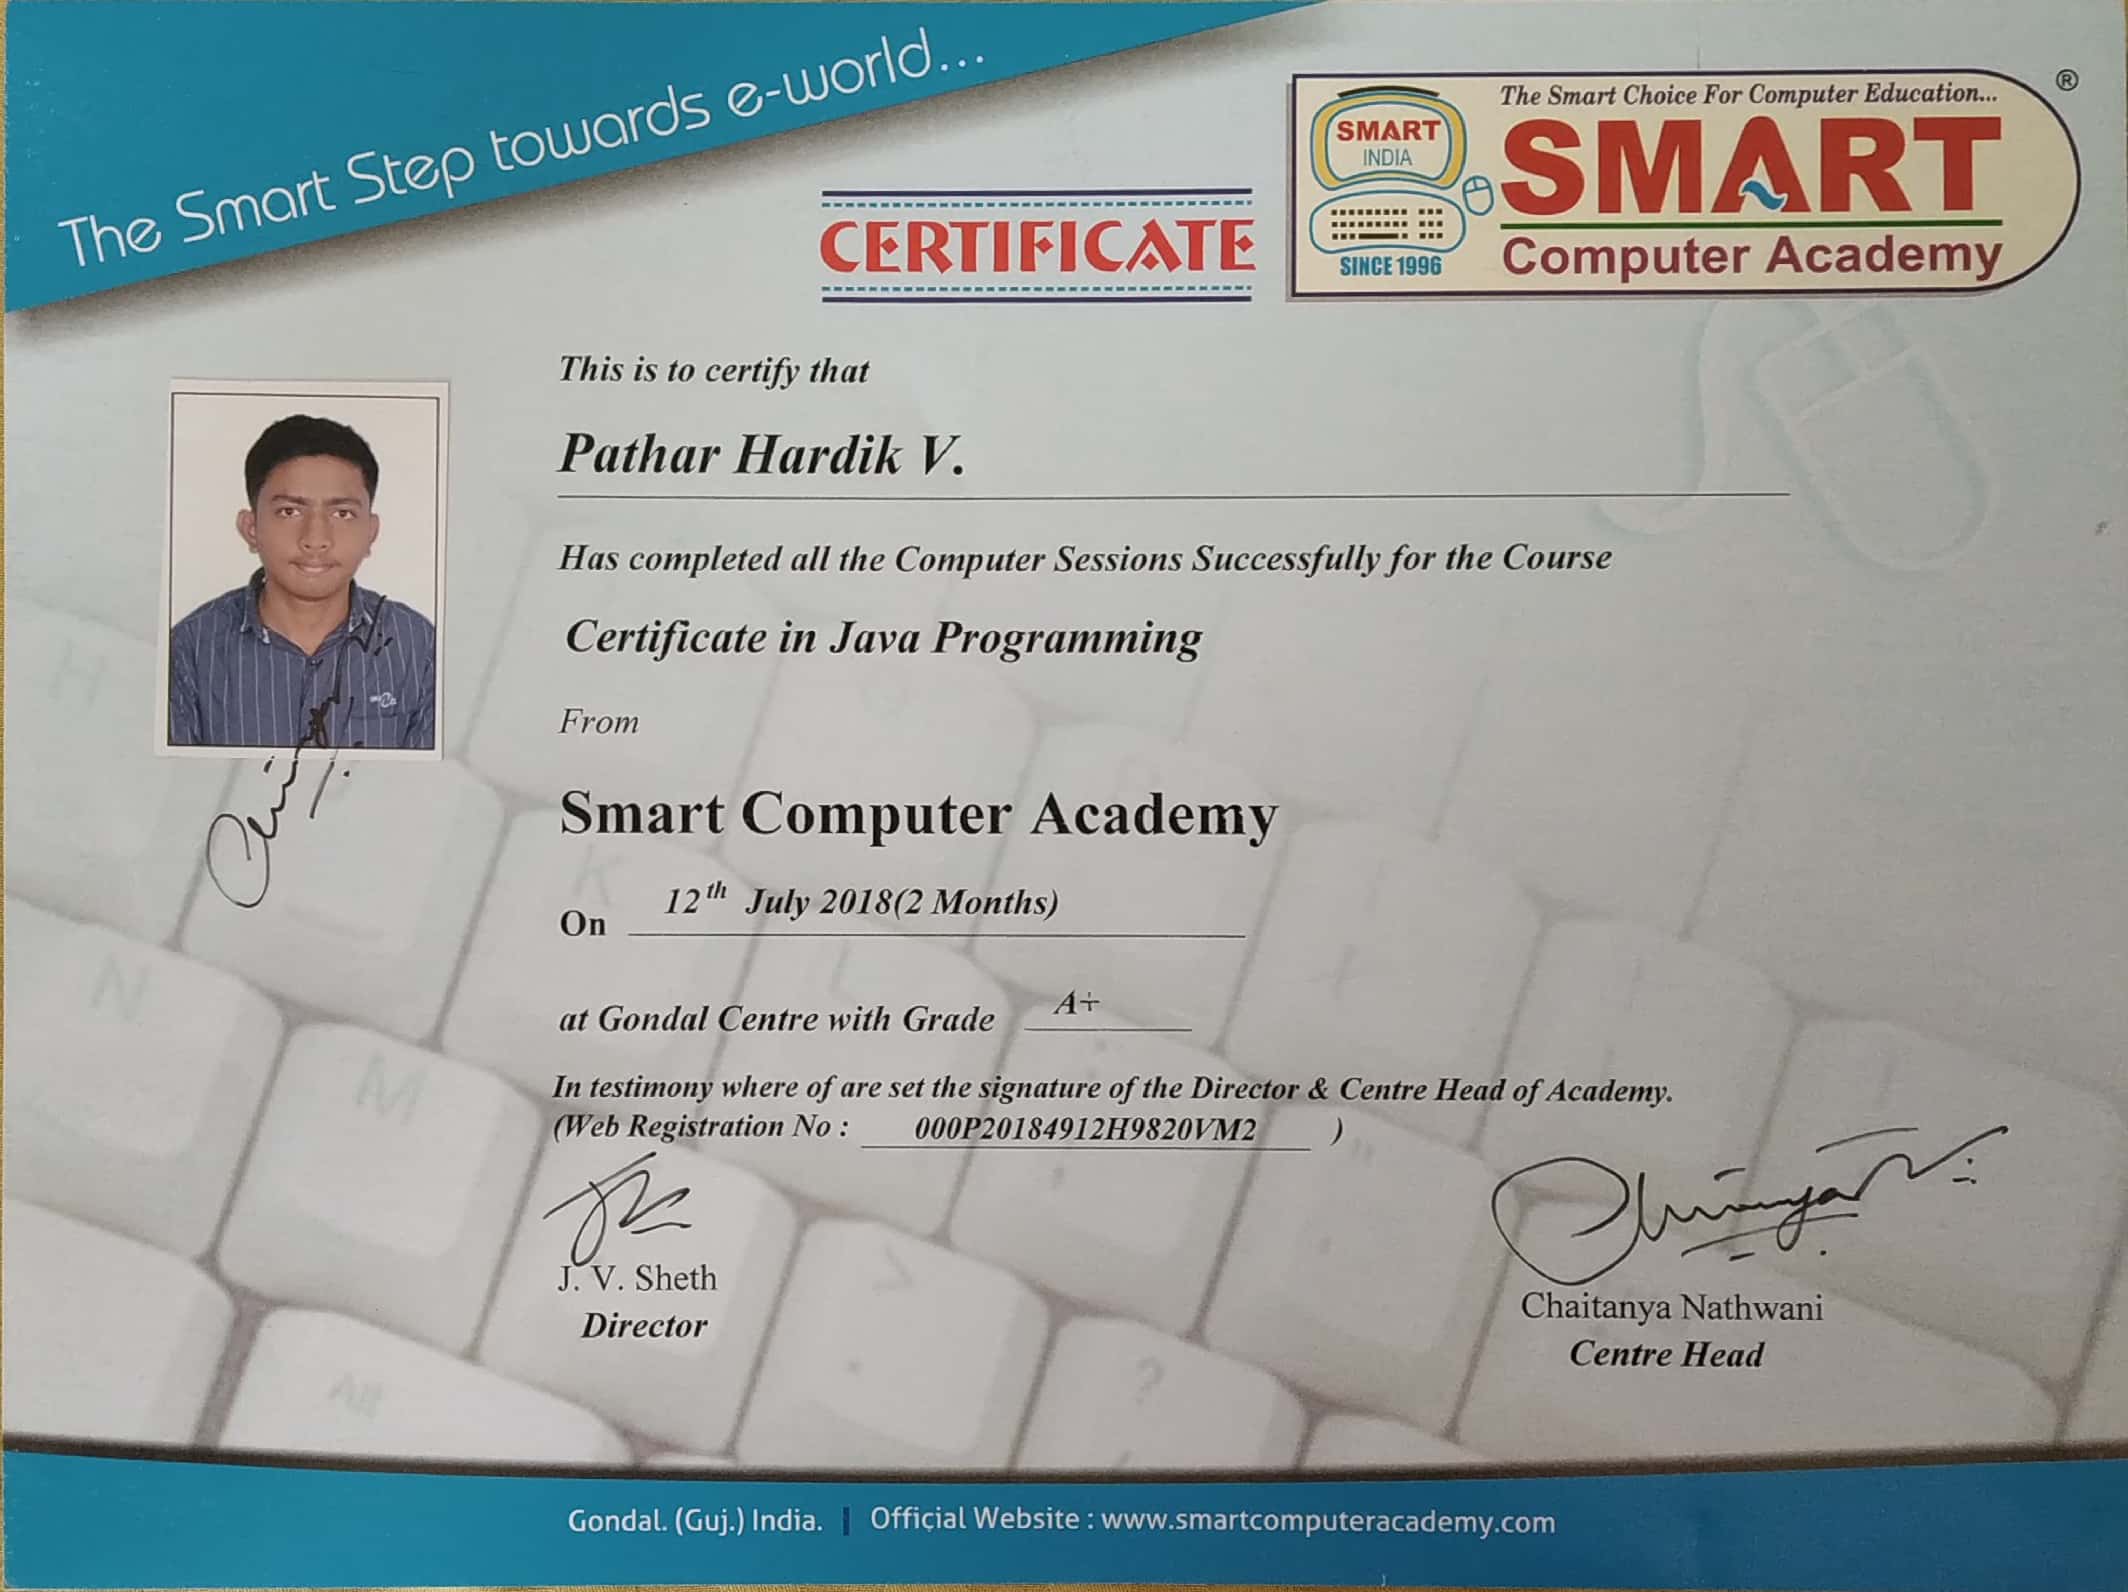 The Smart Step towards e-world...
The Smart Choice For Computer Education...
®
SMART
INDIA
SINCE 1996
SMART
Computer Academy
CERTIFICATE
This is to certify that
Pathar Hardik V.
Has completed all the Computer Sessions Successfully for the Course
Certificate in Java Programming
From
Smart Computer Academy
On 12th July 2018(2 Months)
at Gondal Centre with Grade A+
In testimony where of are set the signature of the Director & Centre Head of Academy.
(Web Registration No : 000P20184912H9820VM2 )
J. V. Sheth
Director
Chaitanya Nathwani
Centre Head
Gondal. (Guj.) India. | Official Website : www.smartcomputeracademy.com